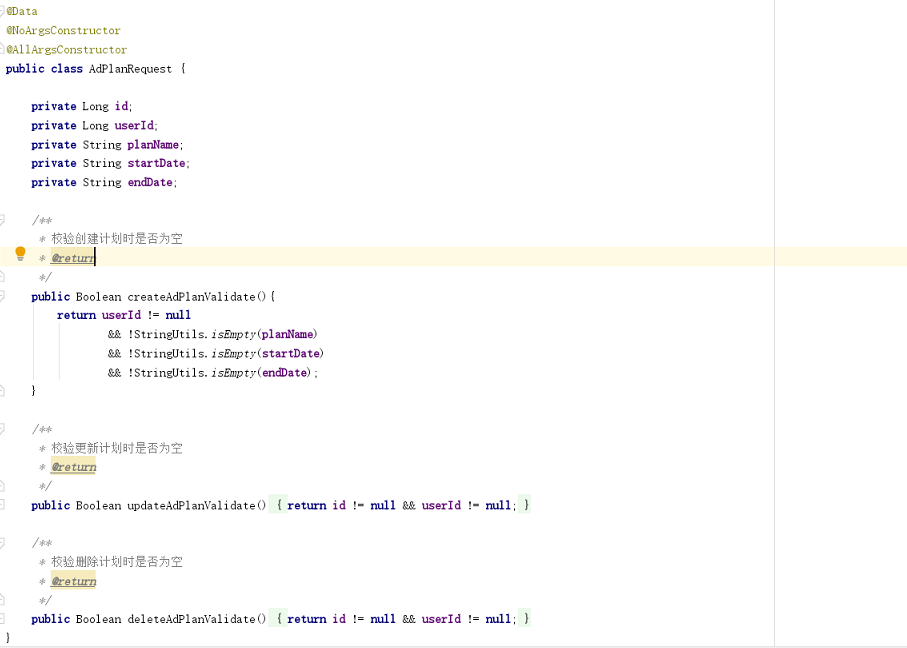 @Data
@NoArgsConstructor
@AllArgsConstructor
public class AdPlanRequest {
private Long id;
private Long userId;
private String planName;
private String startDate;
private String endDate;
/**
* 校验创建计划时是否为空
* @return
*/
public Boolean createAdPlanValidate(){
return userId != null
&& !StringUtils.isEmpty(planName)
&& !StringUtils.isEmpty(startDate)
&& !StringUtils.isEmpty(endDate);
}
/**
* 校验更新计划时是否为空
* @return
*/
public Boolean updateAdPlanValidate() { return id != null && userId != null; }
/**
* 校验删除计划时是否为空
* @return
*/
public Boolean deleteAdPlanValidate() { return id != null && userId != null; }
}